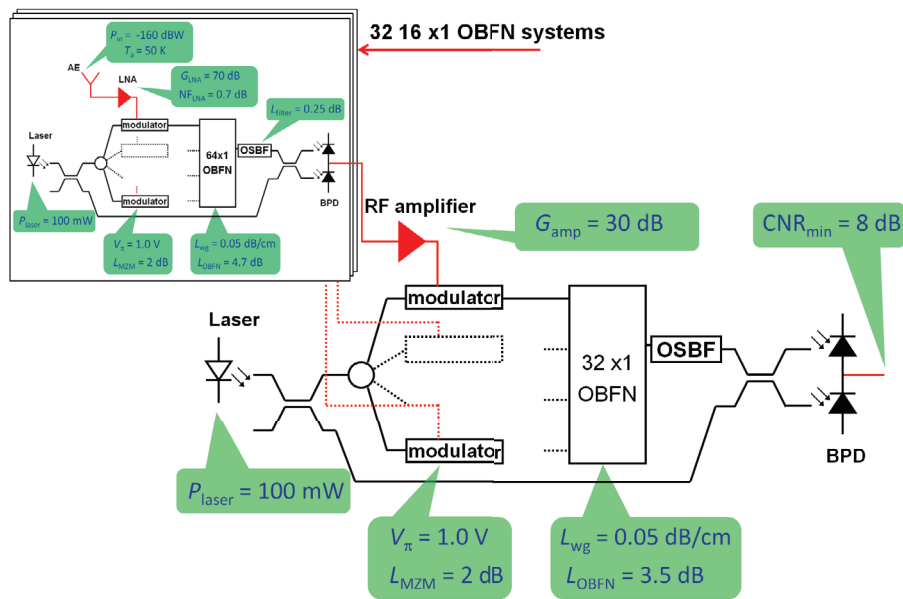 P_in = -160 dBW
T_a = 50 K
32 16 x1 OBFN systems
AE
LNA
G_LNA = 70 dB
NF_LNA = 0.7 dB
L_filter = 0.25 dB
modulator
Laser
64x1
OBFN
OSBF
modulator
BPD
P_laser = 100 mW
V_π = 1.0 V
L_MZM = 2 dB
L_wg = 0.05 dB/cm
L_OBFN = 4.7 dB
RF amplifier
G_amp = 30 dB
CNR_min = 8 dB
modulator
Laser
OSBF
32 x1
OBFN
modulator
BPD
P_laser = 100 mW
V_π = 1.0 V
L_MZM = 2 dB
L_wg = 0.05 dB/cm
L_OBFN = 3.5 dB